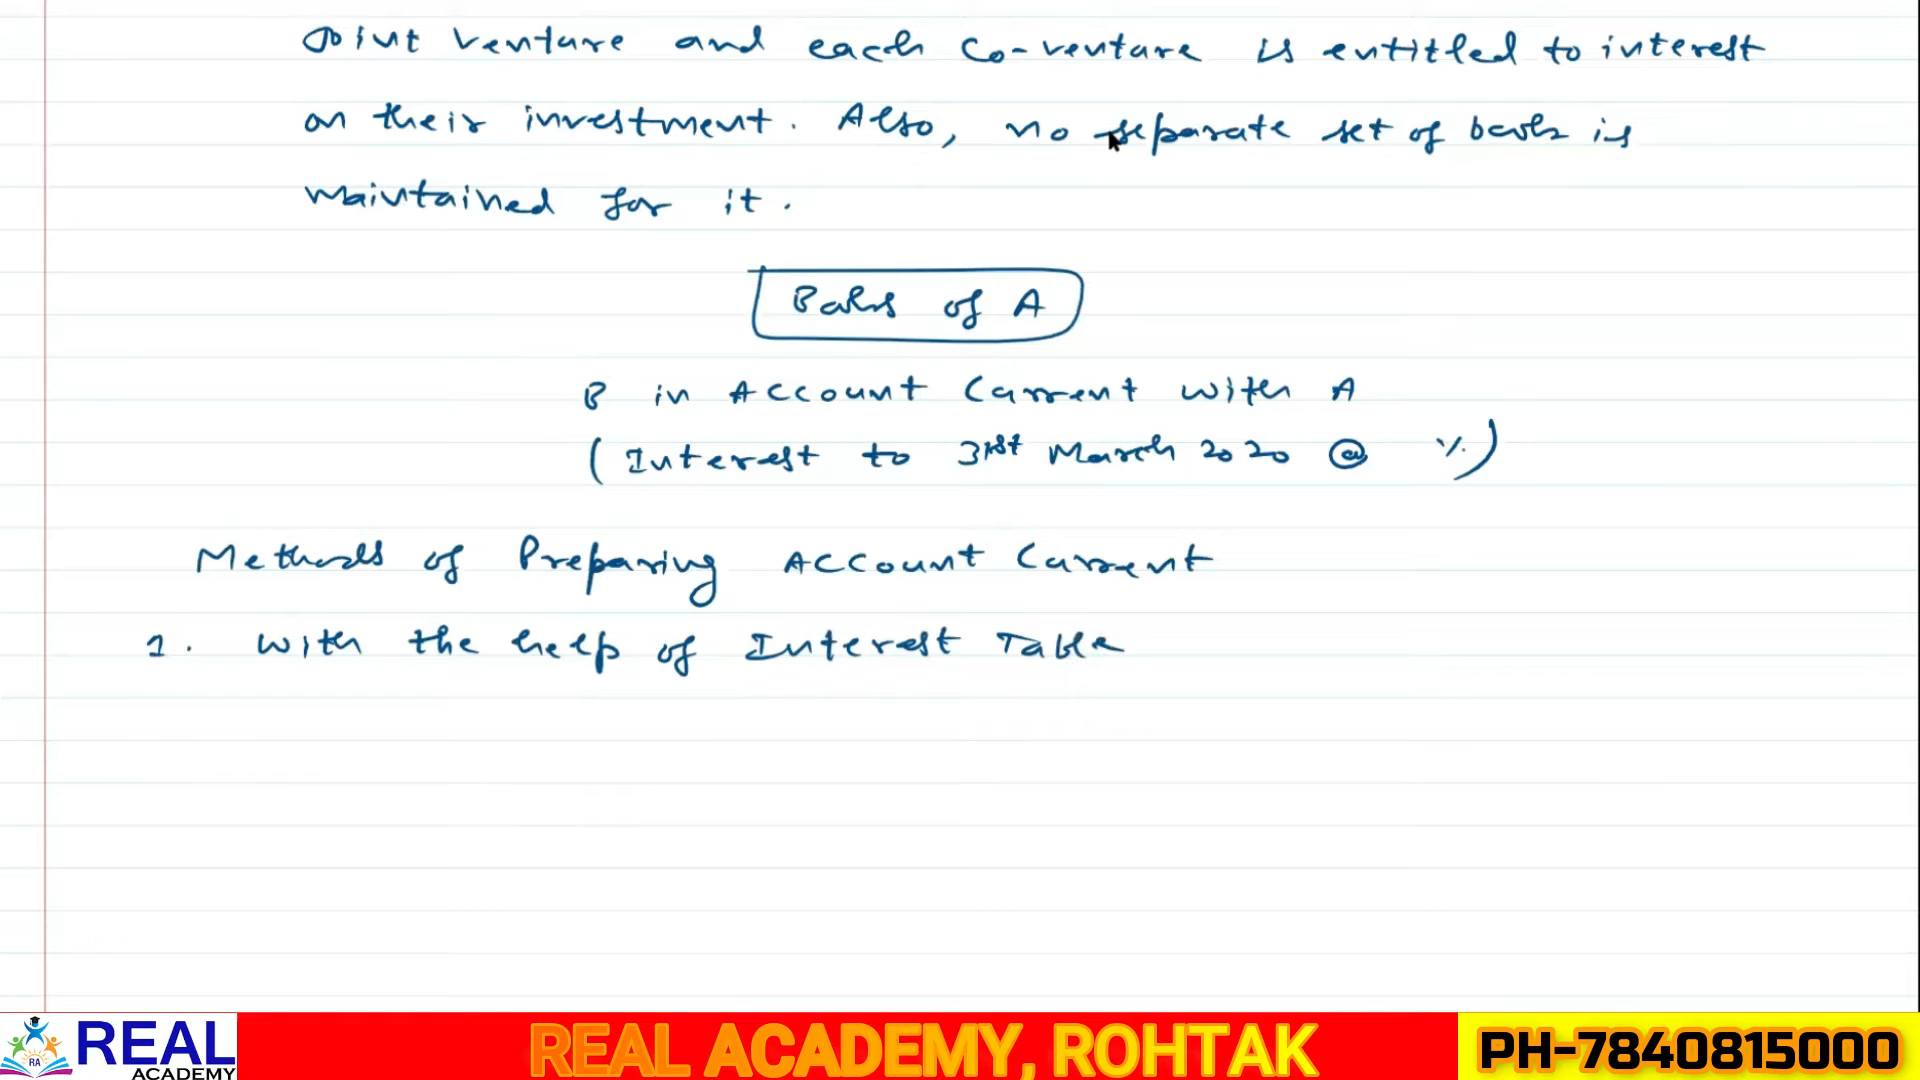 Joint venture and each Co-venture is entitled to interest
on their investment. Also, no separate set of books is
maintained for it.
Books of A
B in Account Current with A
(Interest to 31st March 2020 @ %)
Methods of Preparing Account Current
1. With the help of Interest Table
RA
REAL
ACADEMY
REAL ACADEMY, ROHTAK
PH-7840815000